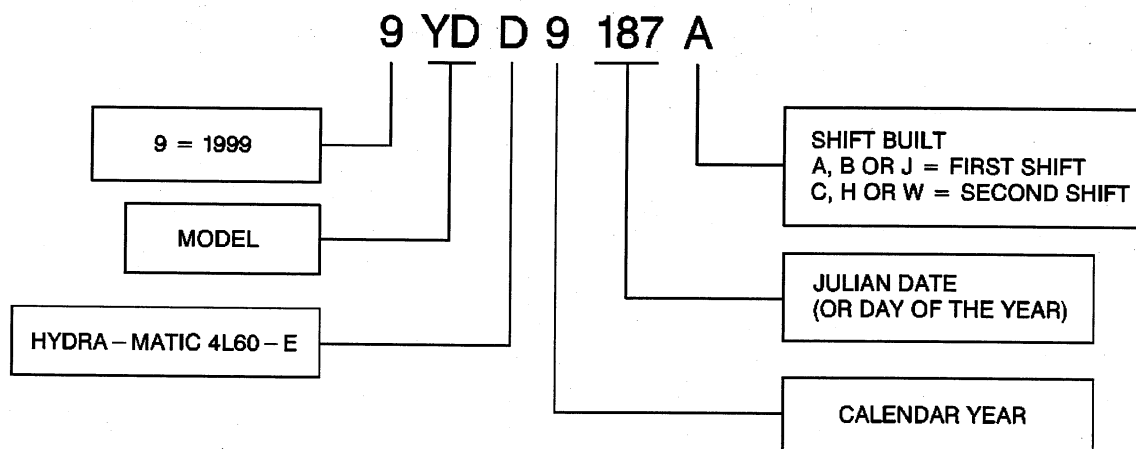 9 YD D 9 187 A
9 = 1999
MODEL
HYDRA-MATIC 4L60-E
SHIFT BUILT
A, B OR J = FIRST SHIFT
C, H OR W = SECOND SHIFT
JULIAN DATE
(OR DAY OF THE YEAR)
CALENDAR YEAR